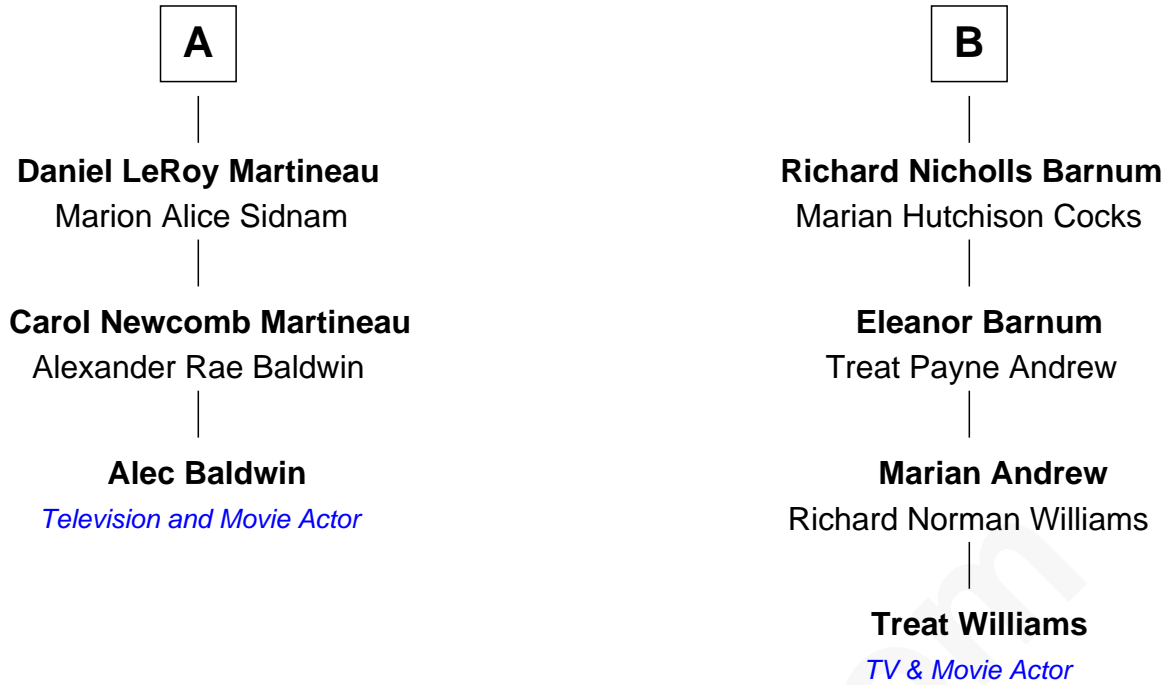 A
Daniel LeRoy Martineau
Marion Alice Sidnam
Carol Newcomb Martineau
Alexander Rae Baldwin
Alec Baldwin
Television and Movie Actor
B
Richard Nicholls Barnum
Marian Hutchison Cocks
Eleanor Barnum
Treat Payne Andrew
Marian Andrew
Richard Norman Williams
Treat Williams
TV & Movie Actor